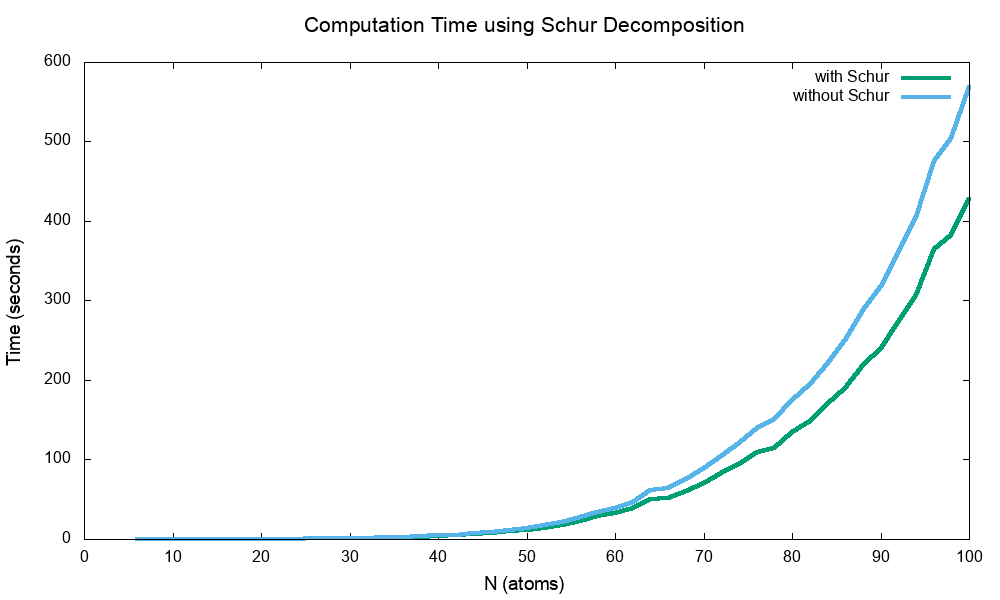 Computation Time using Schur Decomposition
600
500
400
300
200
100
0
Time (seconds)
with Schur
without Schur
0 10 20 30 40 50 60 70 80 90 100
N (atoms)